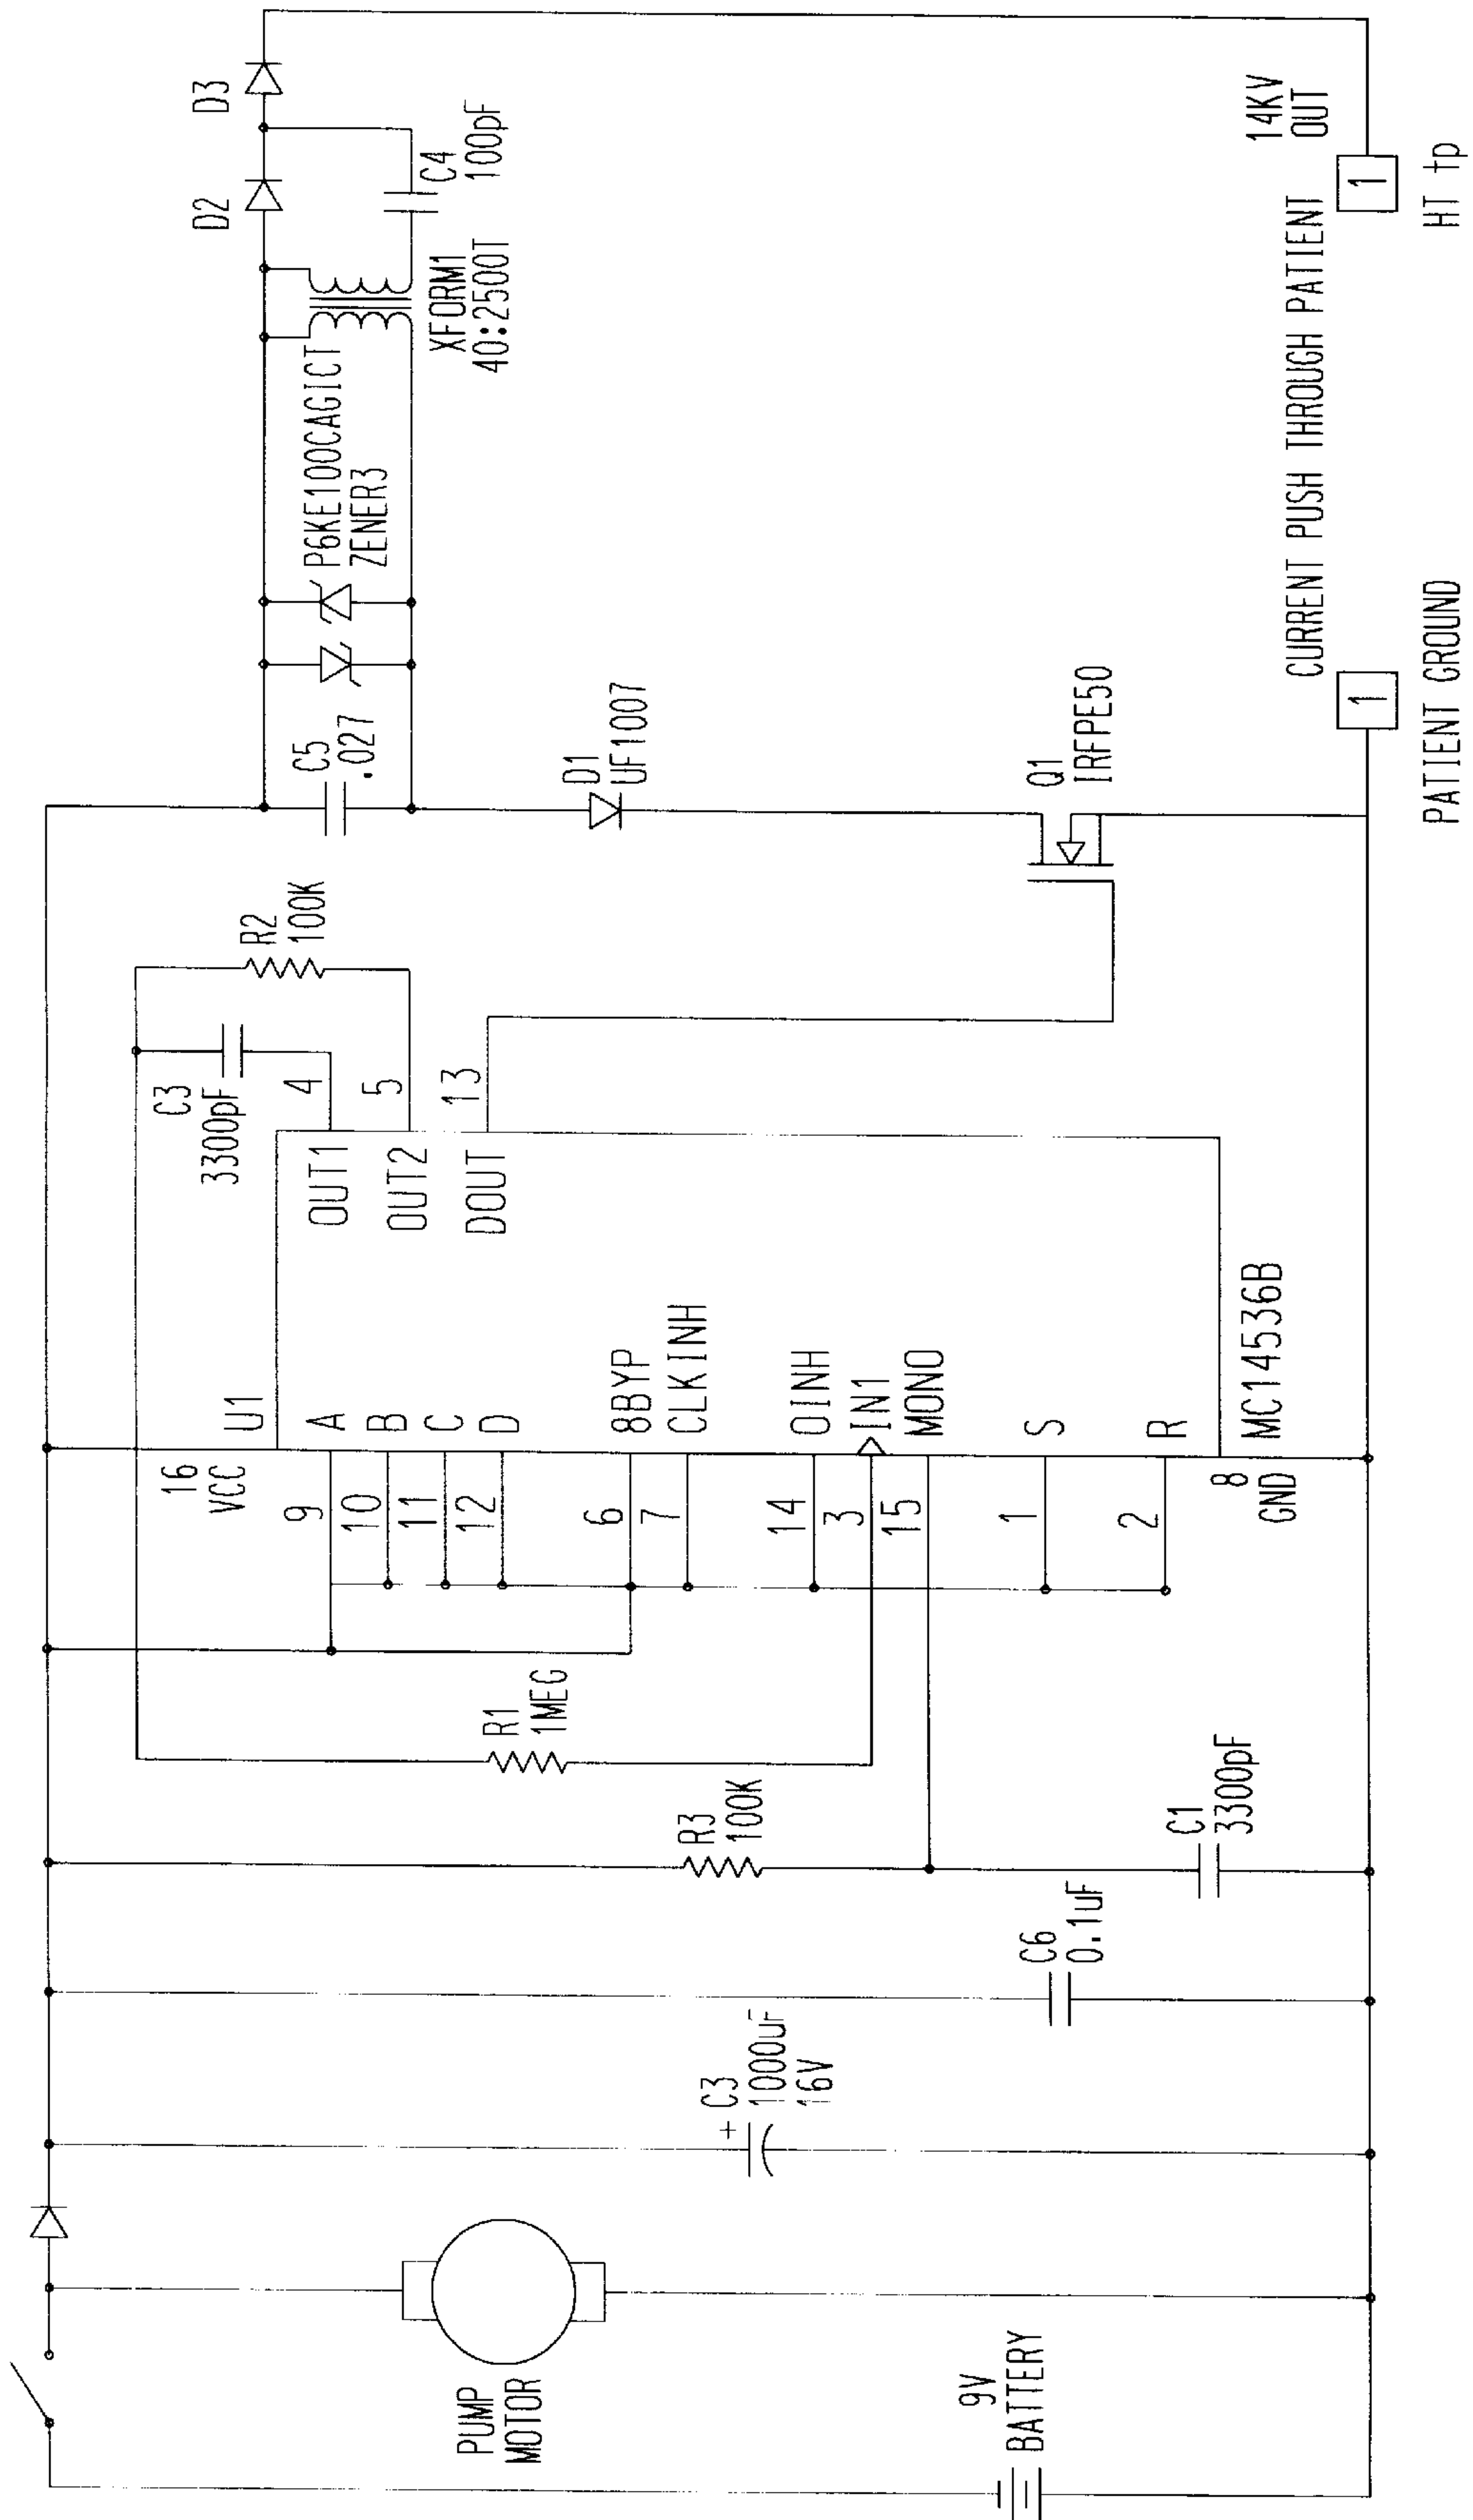 9V
BATTERY
PUMP
MOTOR
+
C3
1000uF
16V
C6
0.1uF
R3
100K
C1
3300pF
R1
1MEG
16
VCC
9
10
11
12
6
7
14
3
15
1
2
8
GND
U1
A
B
C
D
8BYP
CLKINH
OINH
IN1
MONO
S
R
MC14536B
OUT1
OUT2
DOUT
4
5
13
C3
3300pF
R2
100K
C5
.027
D1
UF1007
Q1
IRFPE50
P6KE100CAGICT
ZENER3
XFORM1
40:2500T
D2
D3
C4
100pF
14KV
OUT
CURRENT PUSH THROUGH PATIENT
1
PATIENT GROUND
1
HT tp